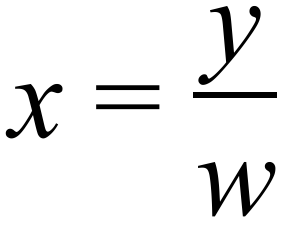 x = y/w